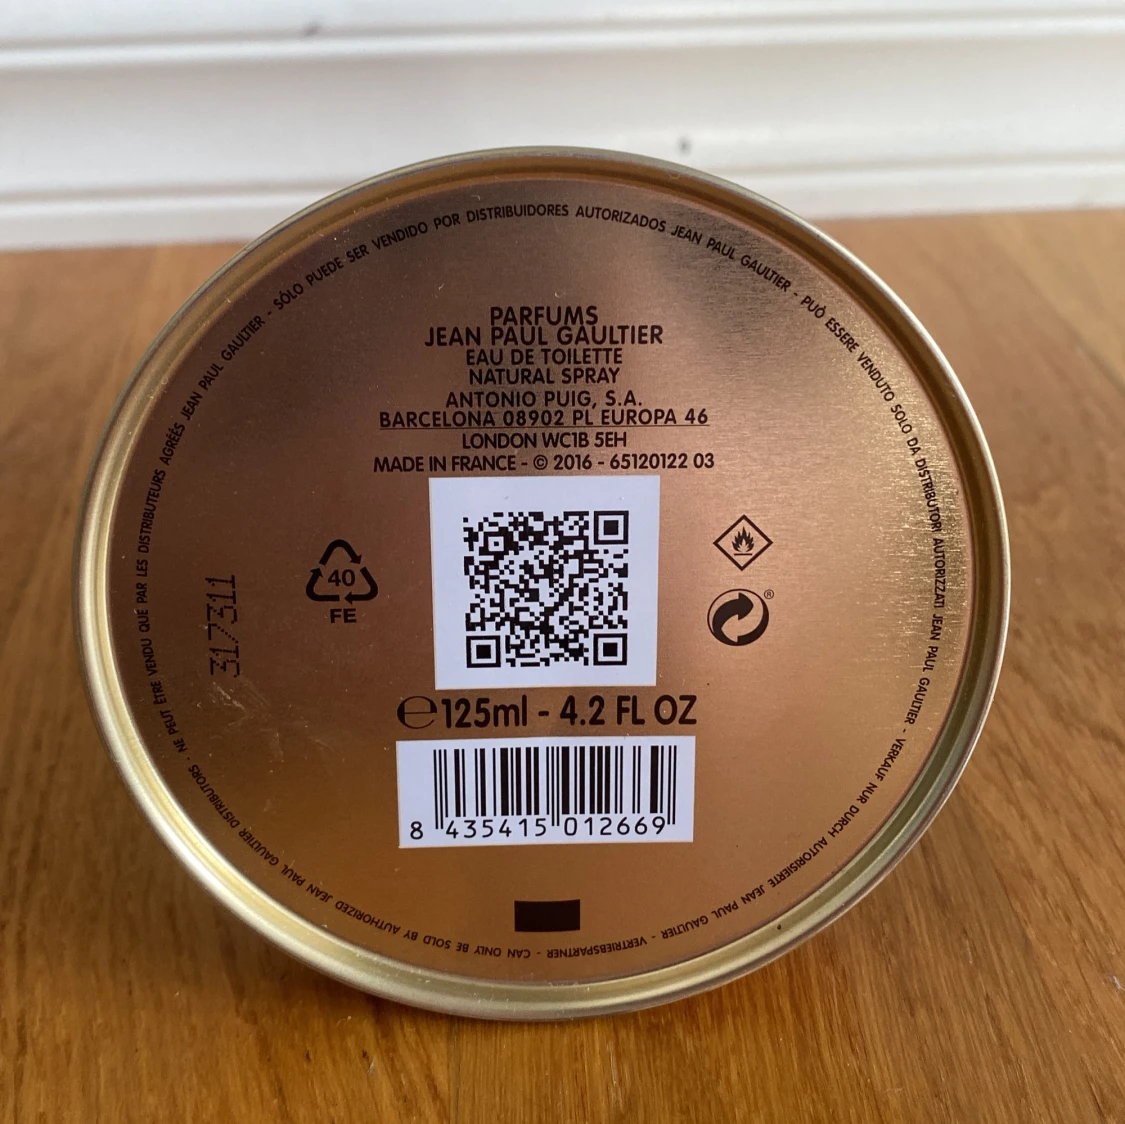 SÓLO PUEDE SER VENDIDO POR DISTRIBUIDORES AUTORIZADOS JEAN PAUL GAULTIER - PUÒ ESSERE VENDUTO SOLO DA DISTRIBUTORI AUTORIZZATI JEAN PAUL GAULTIER - VERKAUF NUR DURCH AUTORISIERTE JEAN PAUL GAULTIER - VERTRIEBSPARTNER - CAN ONLY BE SOLD BY AUTHORIZED JEAN PAUL GAULTIER DISTRIBUTORS - NE PEUT ÊTRE VENDU QUE PAR LES DISTRIBUTEURS AGRÉÉS JEAN PAUL GAULTIER -
PARFUMS
JEAN PAUL GAULTIER
EAU DE TOILETTE
NATURAL SPRAY
ANTONIO PUIG, S.A.
BARCELONA 08902 PL EUROPA 46
LONDON WC1B 5EH
MADE IN FRANCE - © 2016 - 65120122 03
317311
40
FE
®
℮125ml - 4.2 FL OZ
8 435415 012669